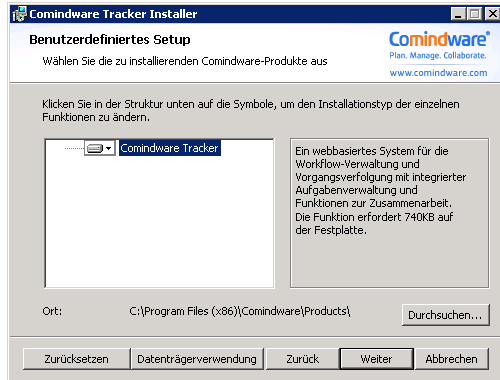 Comindware Tracker Installer
Benutzerdefiniertes Setup
Wählen Sie die zu installierenden Comindware-Produkte aus
Comindware®
Plan. Manage. Collaborate.
www.comindware.com
Klicken Sie in der Struktur unten auf die Symbole, um den Installationstyp der einzelnen
Funktionen zu ändern.
Comindware Tracker
Ein webbasiertes System für die
Workflow-Verwaltung und
Vorgangsverfolgung mit integrierter
Aufgabenverwaltung und
Funktionen zur Zusammenarbeit.
Die Funktion erfordert 740KB auf
der Festplatte.
Ort: C:\Program Files (x86)\Comindware\Products\
Durchsuchen...
Zurücksetzen Datenträgerverwendung Zurück Weiter Abbrechen